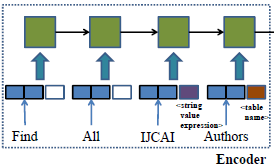 <string value expression>
<table name>
Find All IJCAI Authors
Encoder